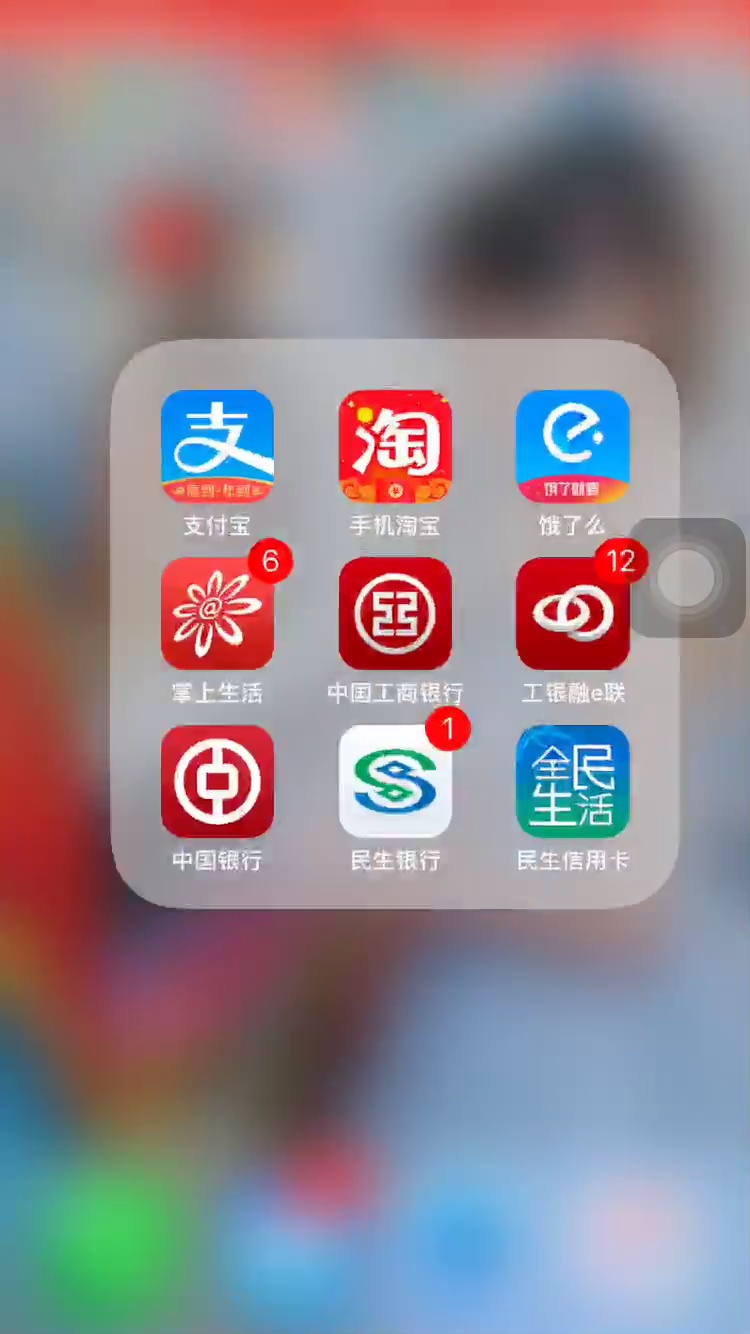 支
淘
饿了就要
支付宝
手机淘宝
饿了么
6
12
@
掌上生活
中国工商银行
工银融e联
1
全民
生活
中国银行
民生银行
民生信用卡